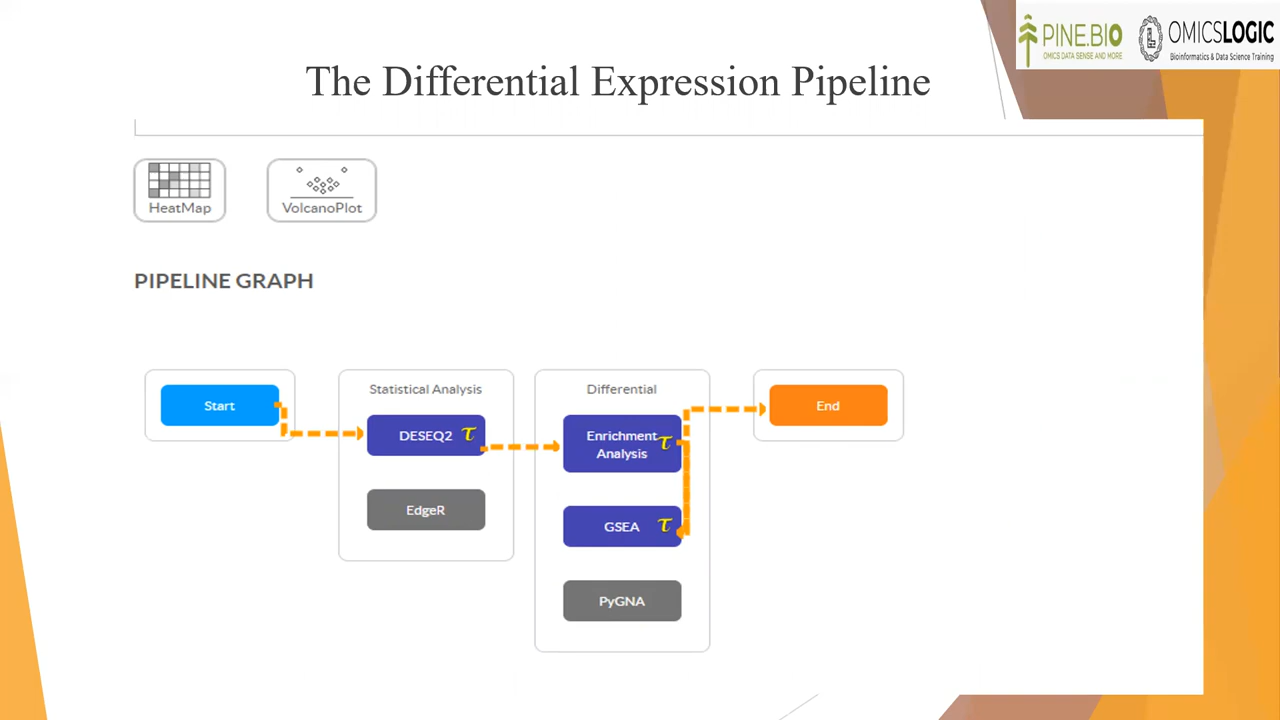 PINE.BIO
OMICS DATA SENSE AND MORE
OMICSLOGIC
Bioinformatics & Data Science Training
The Differential Expression Pipeline
HeatMap
VolcanoPlot
PIPELINE GRAPH
Start
Statistical Analysis
DESEQ2 τ
EdgeR
Differential
Enrichment
Analysis τ
GSEA τ
PyGNA
End